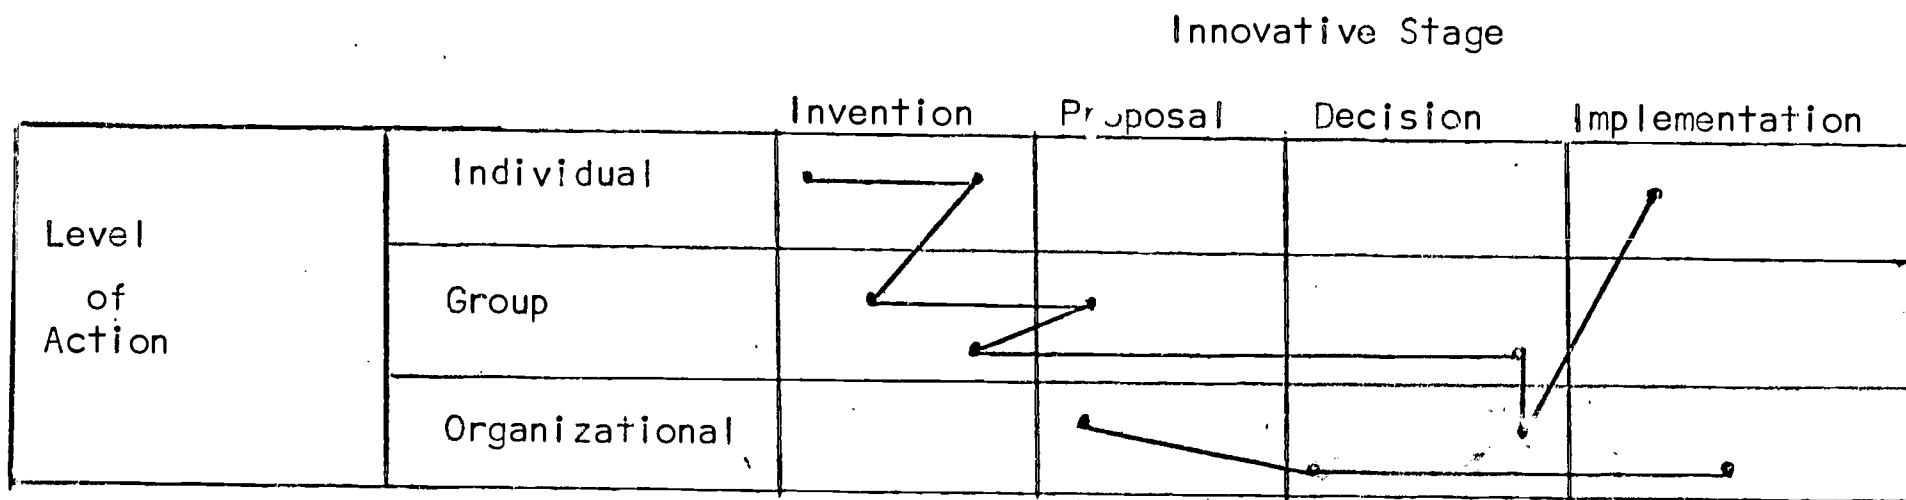 Innovative Stage
Invention Proposal Decision Implementation
Individual
Level
of
Action
Group
Organizational